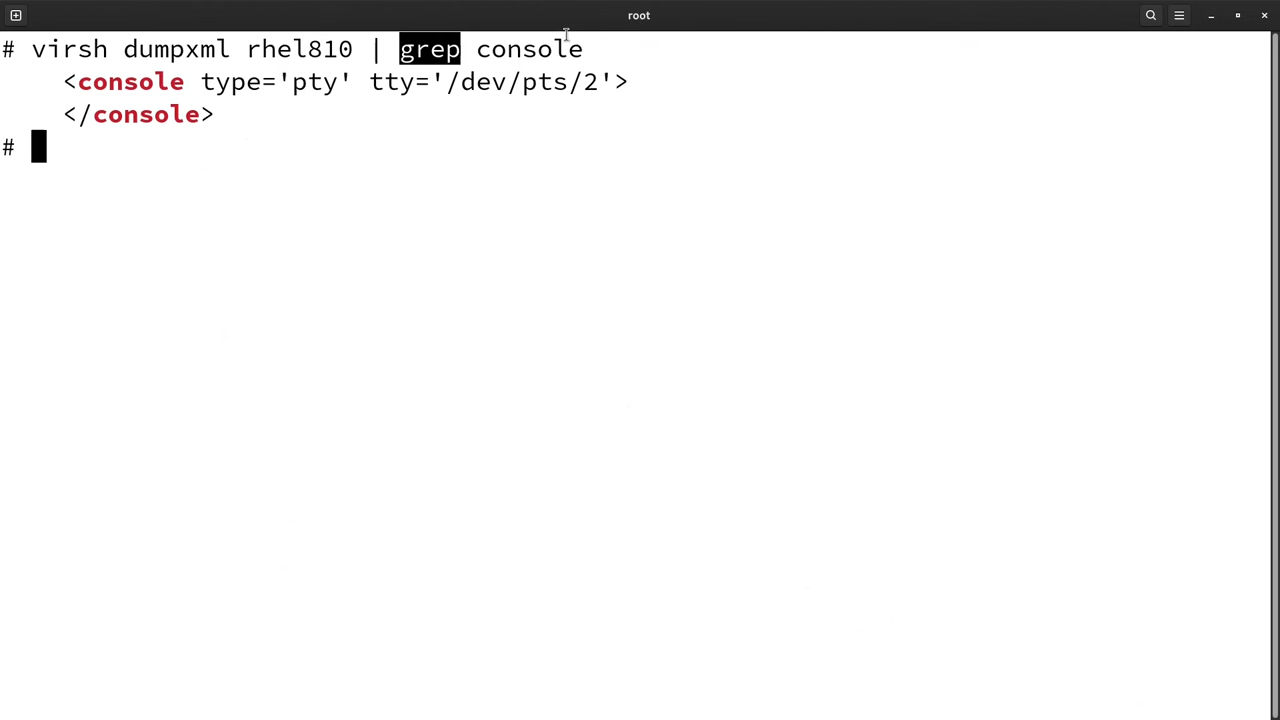 root
# virsh dumpxml rhel810 | grep console
    <console type='pty' tty='/dev/pts/2'>
    </console>
#